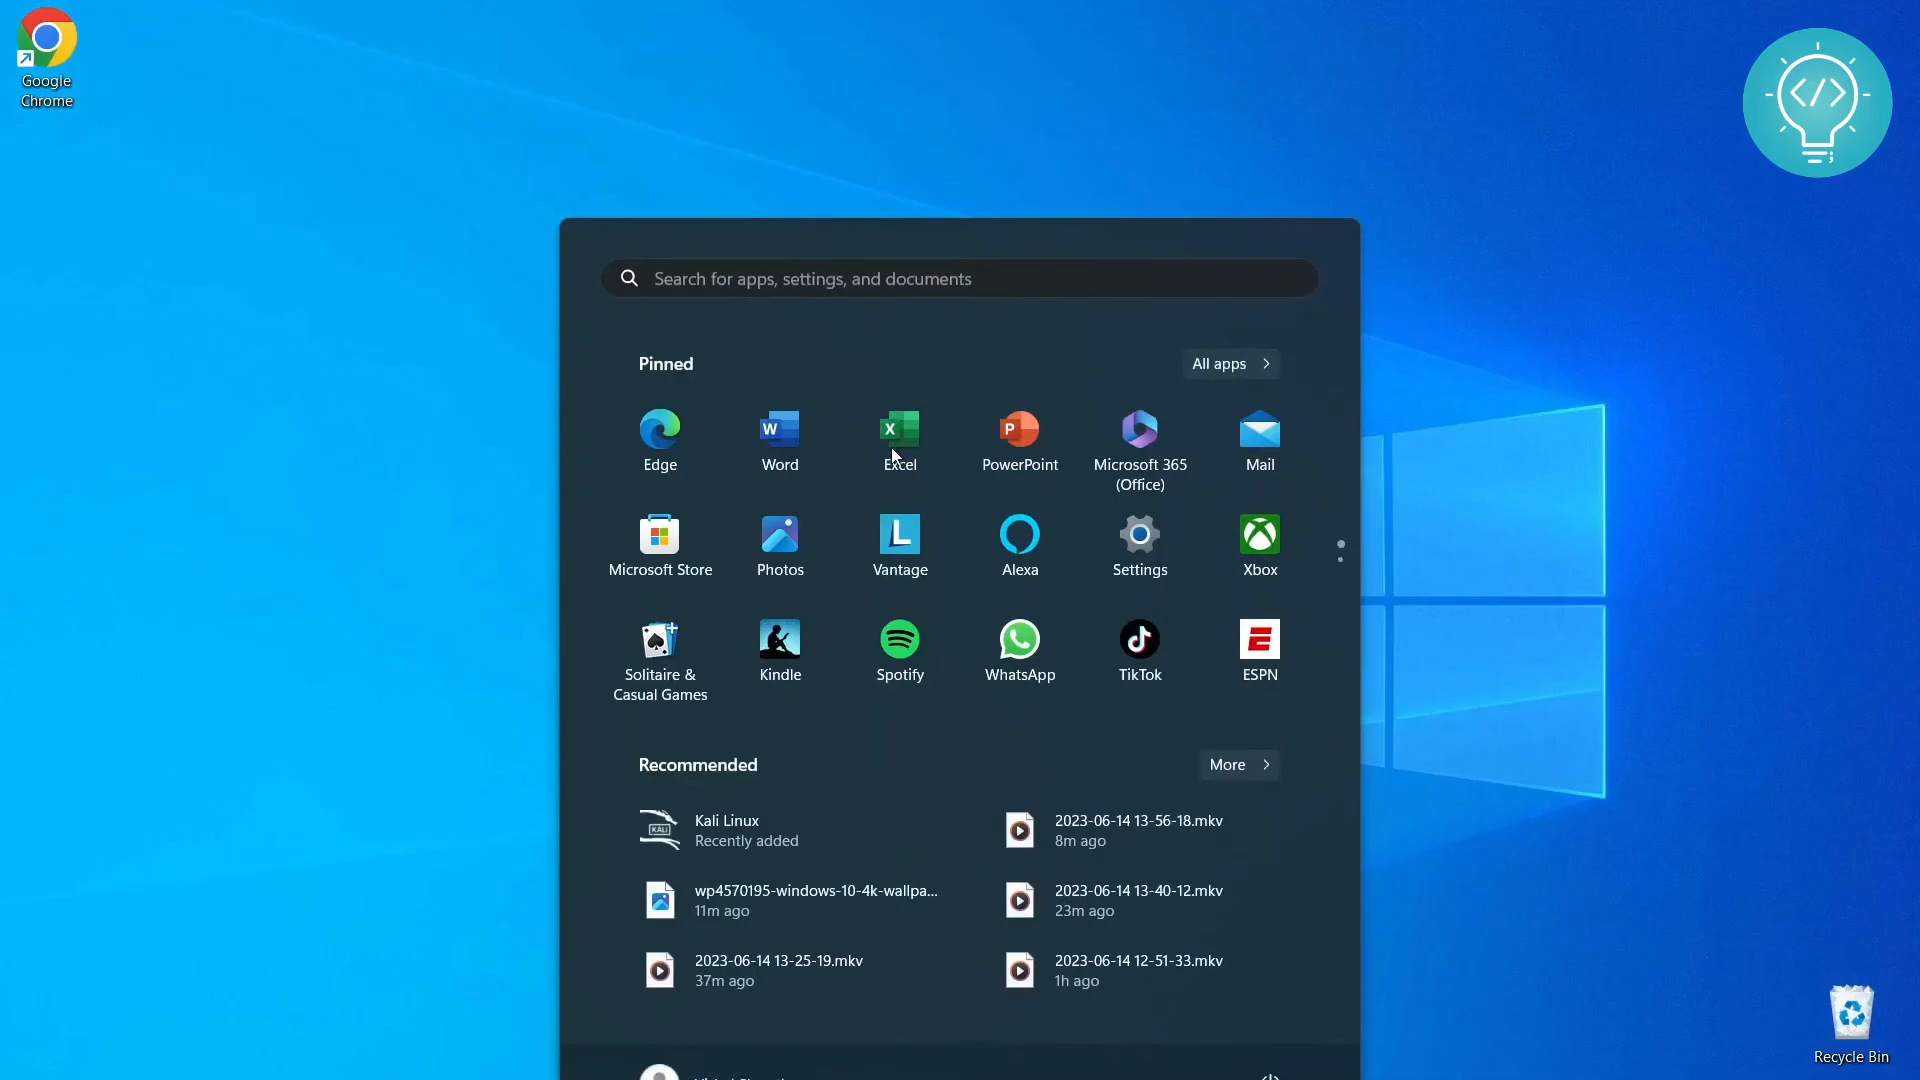 Google
Chrome
</>
Search for apps, settings, and documents
Pinned
All apps
Edge
Word
Excel
PowerPoint
Microsoft 365
(Office)
Mail
Microsoft Store
Photos
Vantage
Alexa
Settings
Xbox
Solitaire &
Casual Games
Kindle
Spotify
WhatsApp
TikTok
ESPN
Recommended
More
Kali Linux
Recently added
2023-06-14 13-56-18.mkv
8m ago
wp4570195-windows-10-4k-wallpa...
11m ago
2023-06-14 13-40-12.mkv
23m ago
2023-06-14 13-25-19.mkv
37m ago
2023-06-14 12-51-33.mkv
1h ago
Recycle Bin